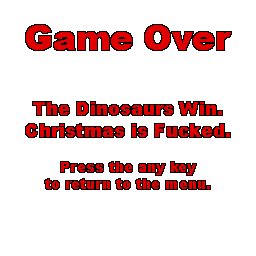 Game Over
The Dinosaurs Win.
Christmas is Fucked.
Press the any key
to return to the menu.